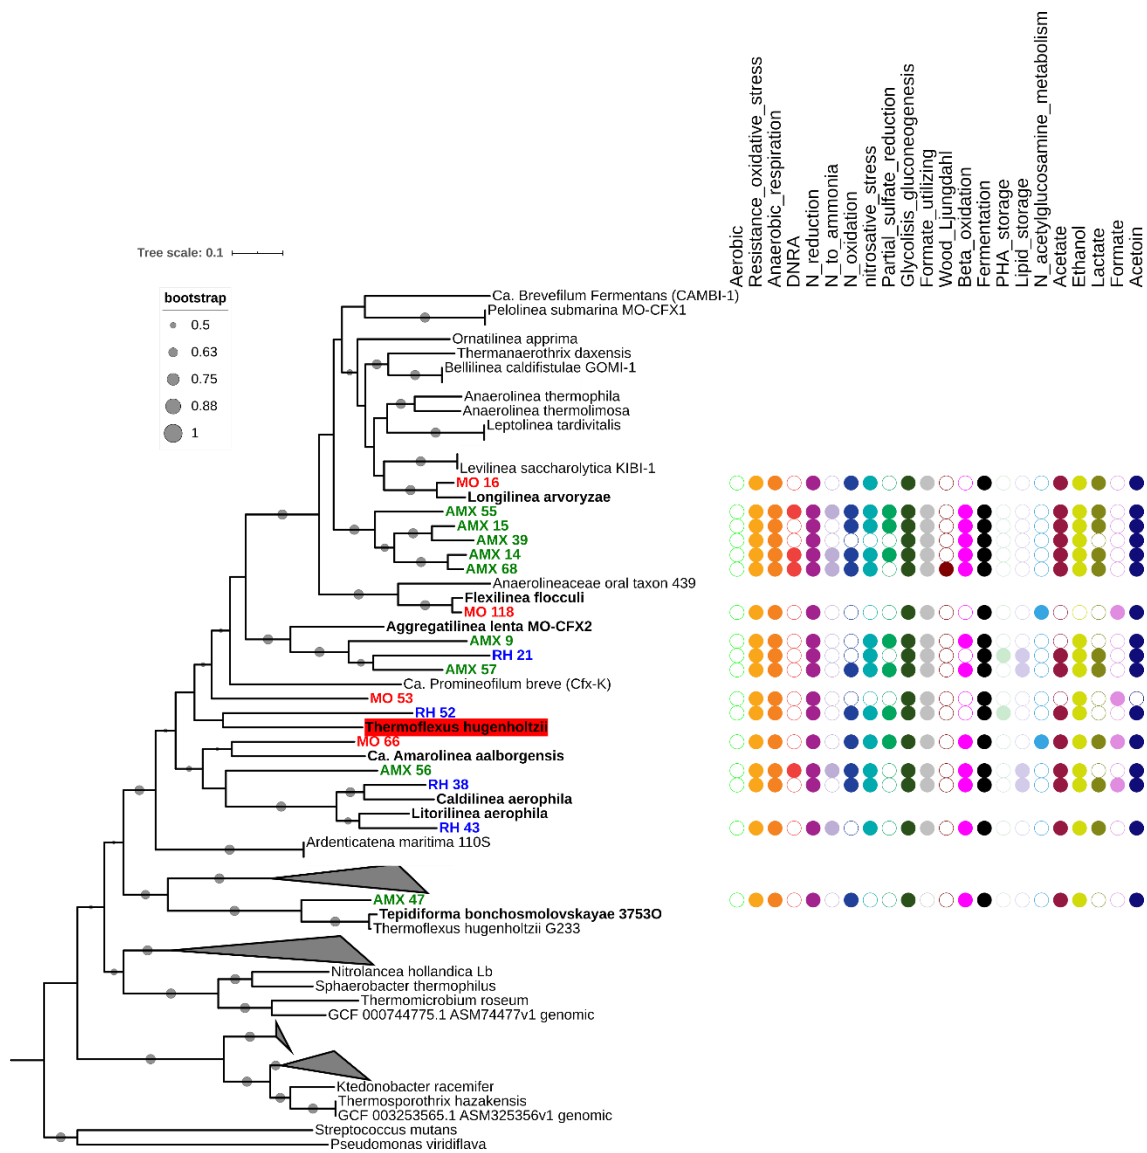 Aerobic
Resistance_oxidative_stress
Anaerobic_respiration
DNRA
N_reduction
N_to_ammonia
N_oxidation
nitrosative_stress
Partial_sulfate_reduction
Glycolisis_gluconeogenesis
Formate_utilizing
Wood_Ljungdahl
Beta_oxidation
Fermentation
PHA_storage
Lipid_storage
N_acetylglucosamine_metabolism
Acetate
Ethanol
Lactate
Formate
Acetoin
Tree scale: 0.1
bootstrap
0.5
0.63
0.75
0.88
1
Ca. Brevefilum Fermentans (CAMBI-1)
Pelolinea submarina MO-CFX1
Ornatilinea apprima
Thermanaerothrix daxensis
Bellilinea caldifistulae GOMI-1
Anaerolinea thermophila
Anaerolinea thermolimosa
Leptolinea tardivitalis
Levilinea saccharolytica KIBI-1
MO 16
Longilinea arvoryzae
AMX 55
AMX 15
AMX 39
AMX 14
AMX 68
Anaerolineaceae oral taxon 439
Flexilinea flocculi
MO 118
Aggregatilinea lenta MO-CFX2
AMX 9
RH 21
AMX 57
Ca. Promineofilum breve (Cfx-K)
MO 53
RH 52
Thermoflexus hugenholtzii
MO 66
Ca. Amarolinea aalborgensis
AMX 56
RH 38
Caldilinea aerophila
Litorilinea aerophila
RH 43
Ardenticatena maritima 110S
AMX 47
Tepidiforma bonchosmolovskayae 3753O
Thermoflexus hugenholtzii G233
Nitrolancea hollandica Lb
Sphaerobacter thermophilus
Thermomicrobium roseum
GCF 000744775.1 ASM74477v1 genomic
Ktedonobacter racemifer
Thermosporothrix hazakensis
GCF 003253565.1 ASM325356v1 genomic
Streptococcus mutans
Pseudomonas viridiflava